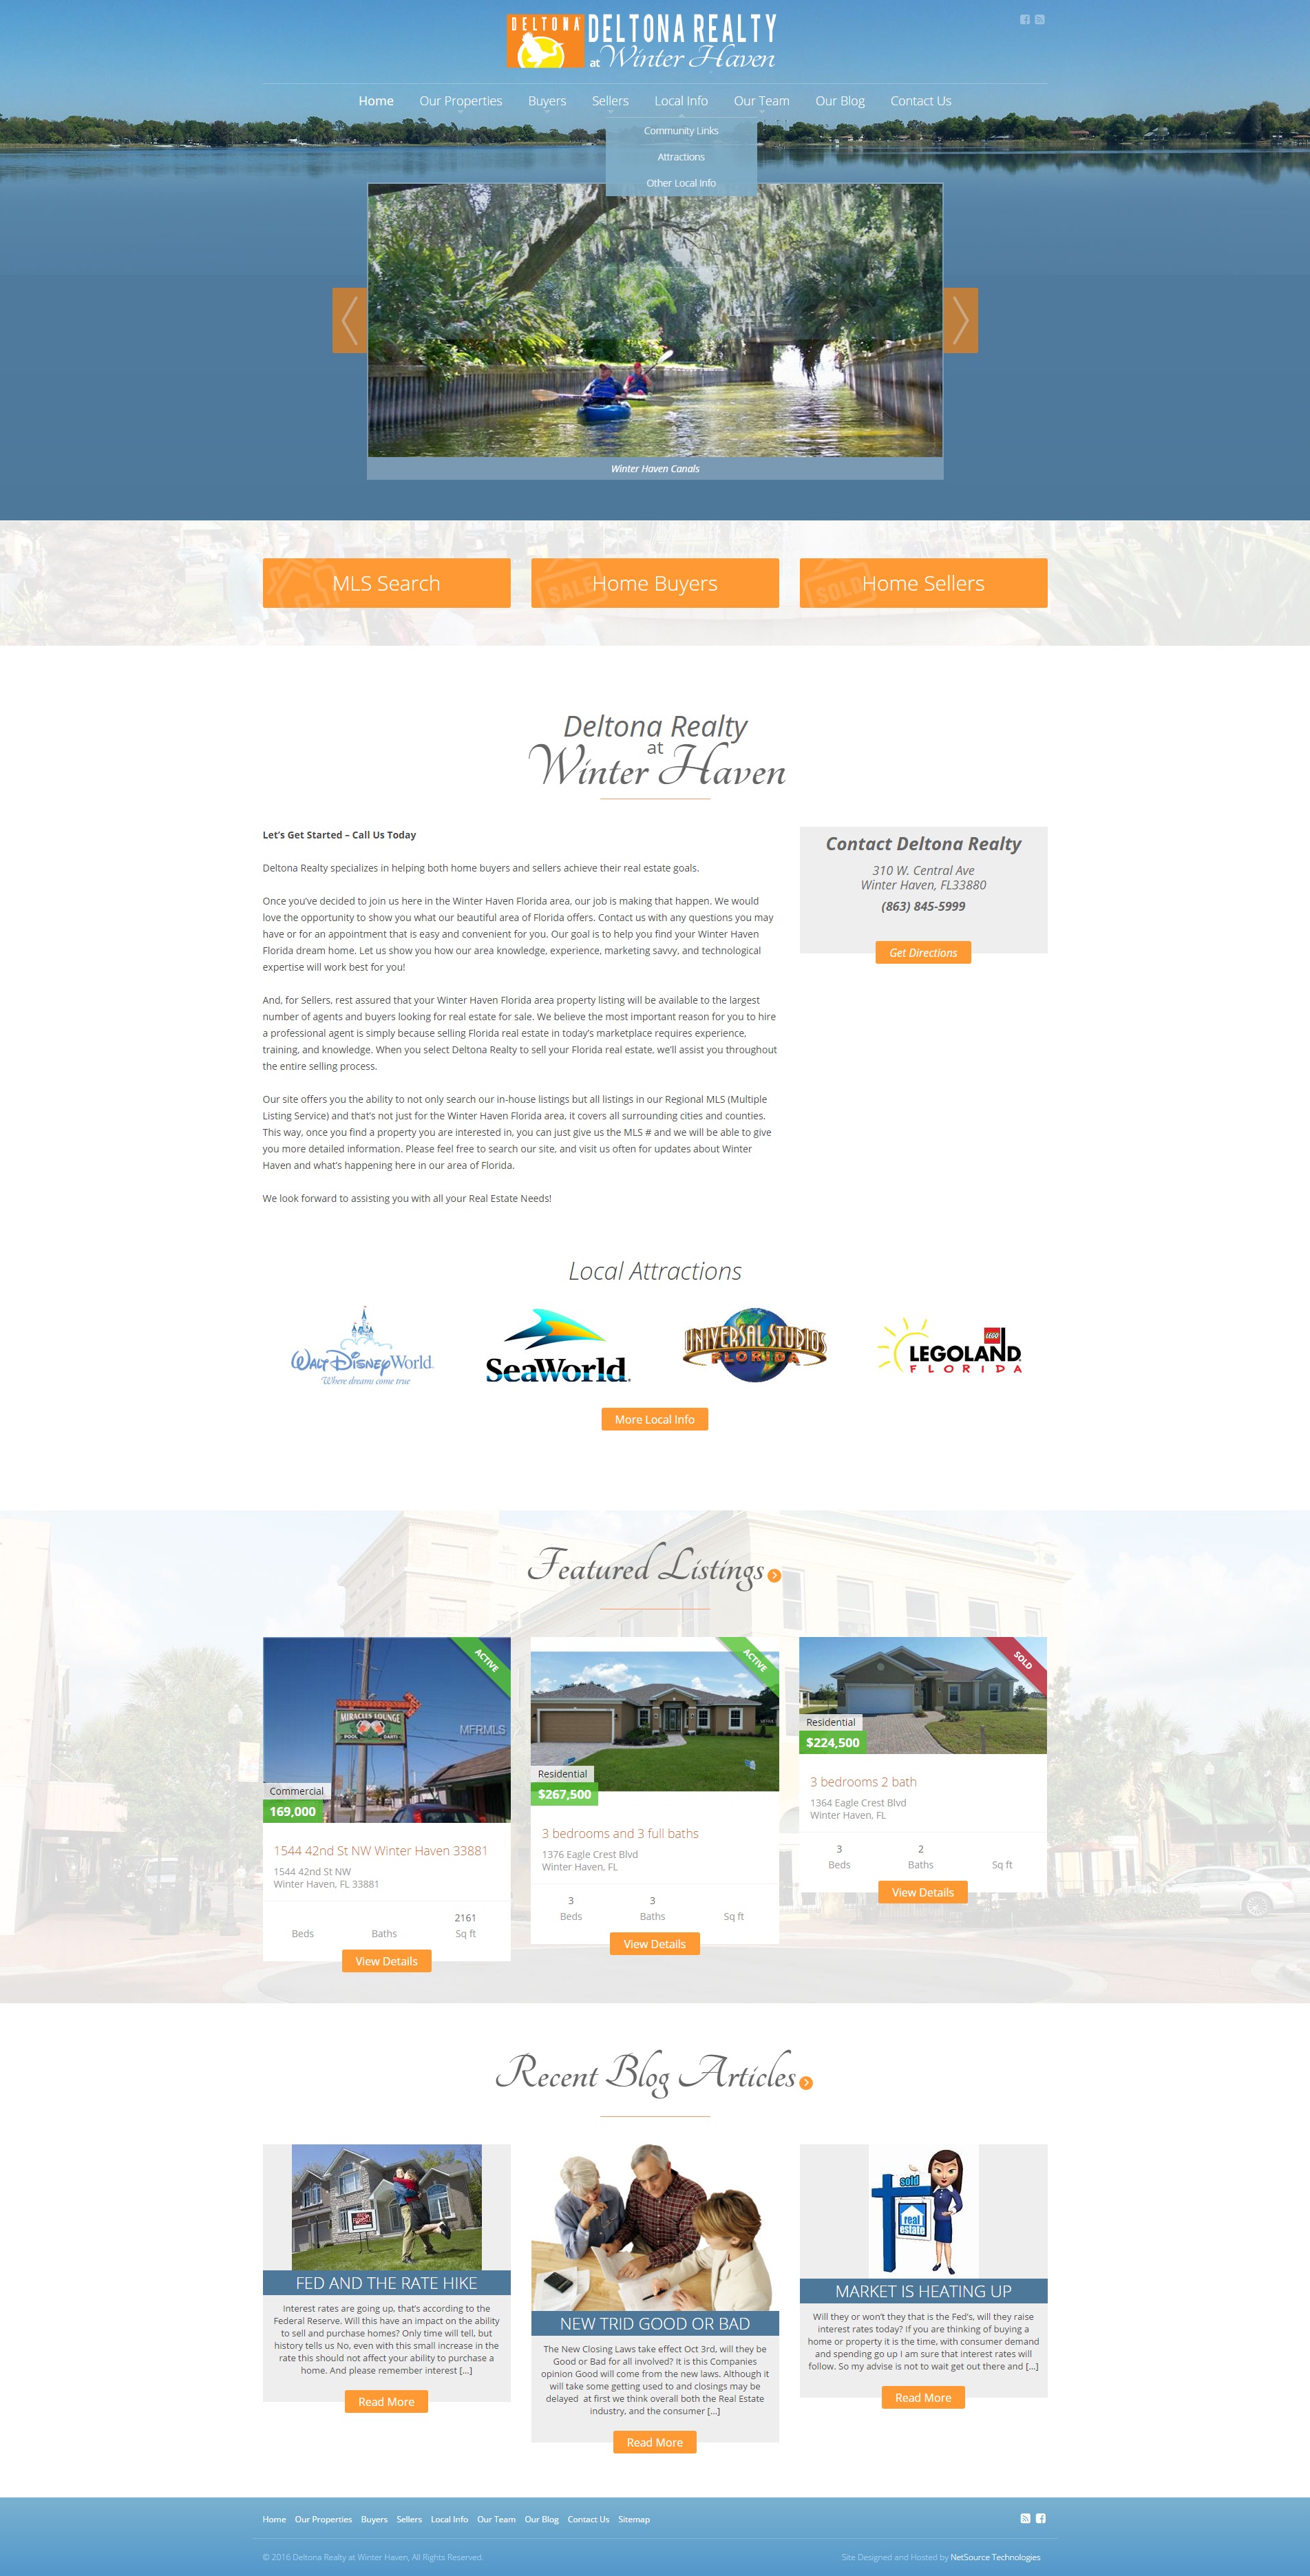 DELTONA
DELTONA REALTY
at Winter Haven
Home Our Properties Buyers Sellers Local Info Our Team Our Blog Contact Us
Community Links
Attractions
Other Local Info
Winter Haven Canals
MLS Search
SALE
Home Buyers
SOLD
Home Sellers
Deltona Realty
at
Winter Haven
Let's Get Started – Call Us Today
Deltona Realty specializes in helping both home buyers and sellers achieve their real estate goals.
Once you've decided to join us here in the Winter Haven Florida area, our job is making that happen. We would
love the opportunity to show you what our beautiful area of Florida offers. Contact us with any questions you may
have or for an appointment that is easy and convenient for you. Our goal is to help you find your Winter Haven
Florida dream home. Let us show you how our area knowledge, experience, marketing savvy, and technological
expertise will work best for you!
And, for Sellers, rest assured that your Winter Haven Florida area property listing will be available to the largest
number of agents and buyers looking for real estate for sale. We believe the most important reason for you to hire
a professional agent is simply because selling Florida real estate in today's marketplace requires experience,
training, and knowledge. When you select Deltona Realty to sell your Florida real estate, we'll assist you throughout
the entire selling process.
Our site offers you the ability to not only search our in-house listings but all listings in our Regional MLS (Multiple
Listing Service) and that's not just for the Winter Haven Florida area, it covers all surrounding cities and counties.
This way, once you find a property you are interested in, you can just give us the MLS # and we will be able to give
you more detailed information. Please feel free to search our site, and visit us often for updates about Winter
Haven and what's happening here in our area of Florida.
We look forward to assisting you with all your Real Estate Needs!
Contact Deltona Realty
310 W. Central Ave
Winter Haven, FL33880
(863) 845-5999
Get Directions
Local Attractions
Walt Disney World
Where dreams come true
SeaWorld
UNIVERSAL STUDIOS
FLORIDA
LEGO
LEGOLAND
FLORIDA
More Local Info
Featured Listings
ACTIVE
MIRACLES LOUNGE
POOL DARTS
MFRMLS
Commercial
169,000
1544 42nd St NW Winter Haven 33881
1544 42nd St NW
Winter Haven, FL 33881
2161
Beds Baths Sq ft
View Details
ACTIVE
Residential
$267,500
3 bedrooms and 3 full baths
1376 Eagle Crest Blvd
Winter Haven, FL
3 3
Beds Baths Sq ft
View Details
SOLD
Residential
$224,500
3 bedrooms 2 bath
1364 Eagle Crest Blvd
Winter Haven, FL
3 2
Beds Baths Sq ft
View Details
Recent Blog Articles
FED AND THE RATE HIKE
Interest rates are going up, that's according to the
Federal Reserve. Will this have an impact on the ability
to sell and purchase homes? Only time will tell, but
history tells us No, even with this small increase in the
rate this should not affect your ability to purchase a
home. And please remember interest [...]
Read More
NEW TRID GOOD OR BAD
The New Closing Laws take effect Oct 3rd, will they be
Good or Bad for all involved? It is this Companies
opinion Good will come from the new laws. Although it
will take some getting used to and closings may be
delayed at first we think overall both the Real Estate
industry, and the consumer [...]
Read More
sold
real
estate
MARKET IS HEATING UP
Will they or won't they that is the Fed's, will they raise
interest rates today? If you are thinking of buying a
home or property it is the time, with consumer demand
and spending go up I am sure that interest rates will
follow. So my advise is not to wait get out there and [...]
Read More
Home Our Properties Buyers Sellers Local Info Our Team Our Blog Contact Us Sitemap
© 2016 Deltona Realty at Winter Haven, All Rights Reserved.
Site Designed and Hosted by NetSource Technologies